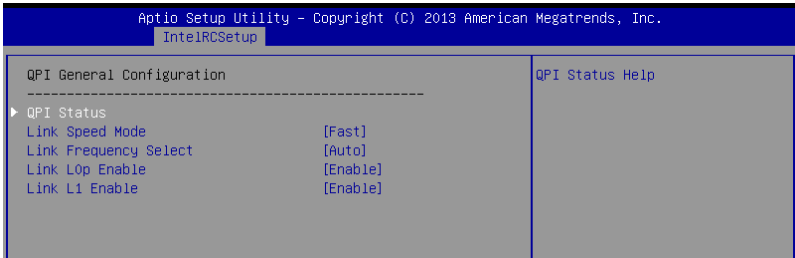 Aptio Setup Utility – Copyright (C) 2013 American Megatrends, Inc.
IntelRCSetup
QPI General Configuration
QPI Status Help
------------------------------------------------
QPI Status
Link Speed Mode [Fast]
Link Frequency Select [Auto]
Link L0p Enable [Enable]
Link L1 Enable [Enable]